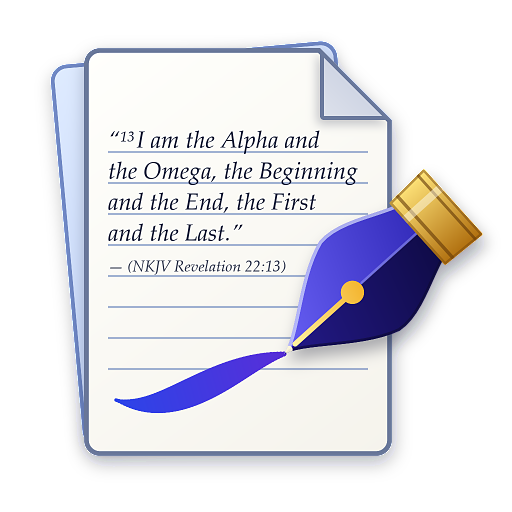 “¹³I am the Alpha and
the Omega, the Beginning
and the End, the First
and the Last.”
— (NKJV Revelation 22:13)